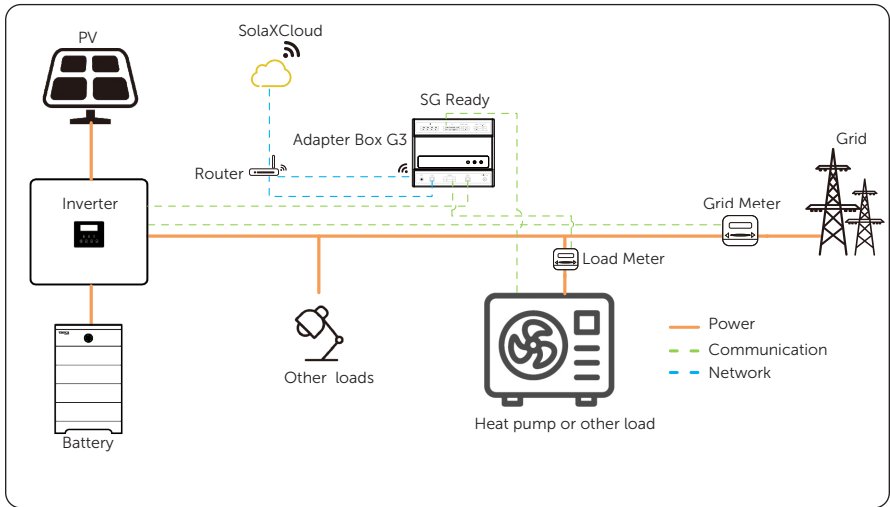 PV
SolaXCloud
SG Ready
Adapter Box G3
Grid
Router
Inverter
Grid Meter
Load Meter
Power
Communication
Network
Other loads
Heat pump or other load
Battery